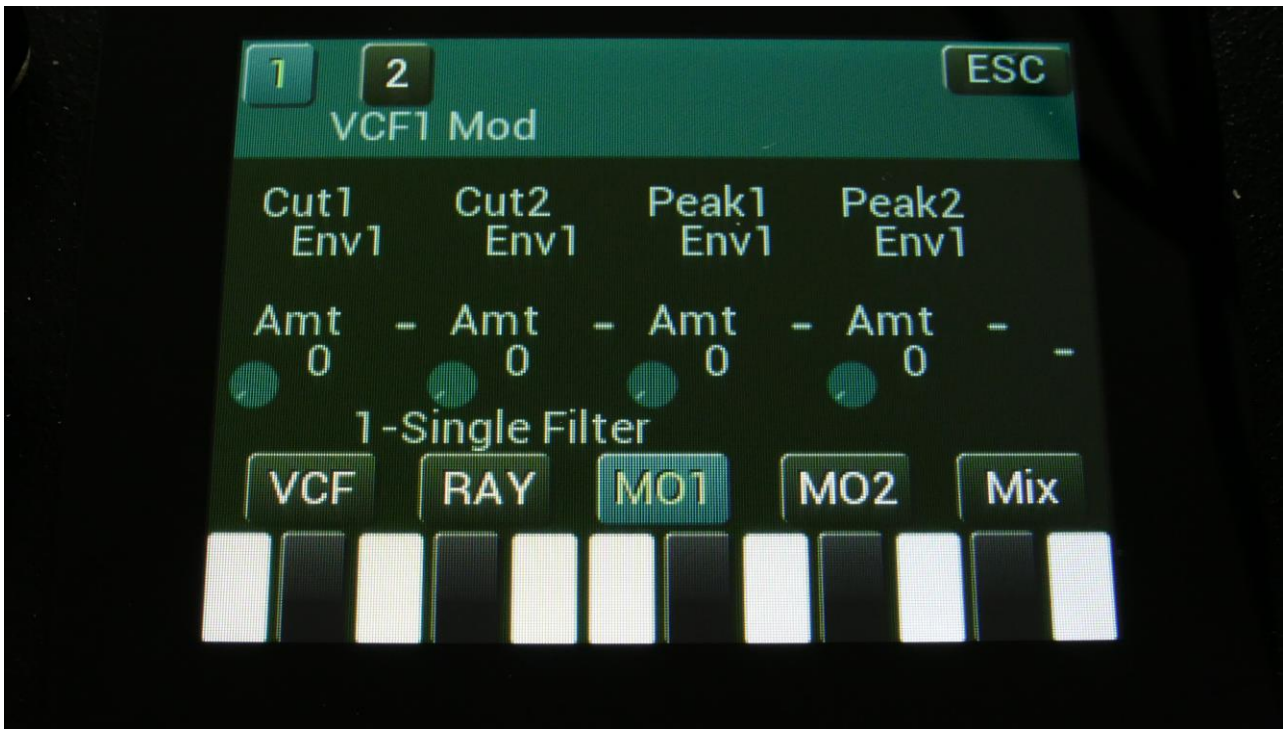 1 2 ESC
VCF1 Mod
Cut1 Cut2 Peak1 Peak2
Env1 Env1 Env1 Env1
Amt - Amt - Amt - Amt -
0 0 0 0 -
1-Single Filter
VCF RAY MO1 MO2 Mix